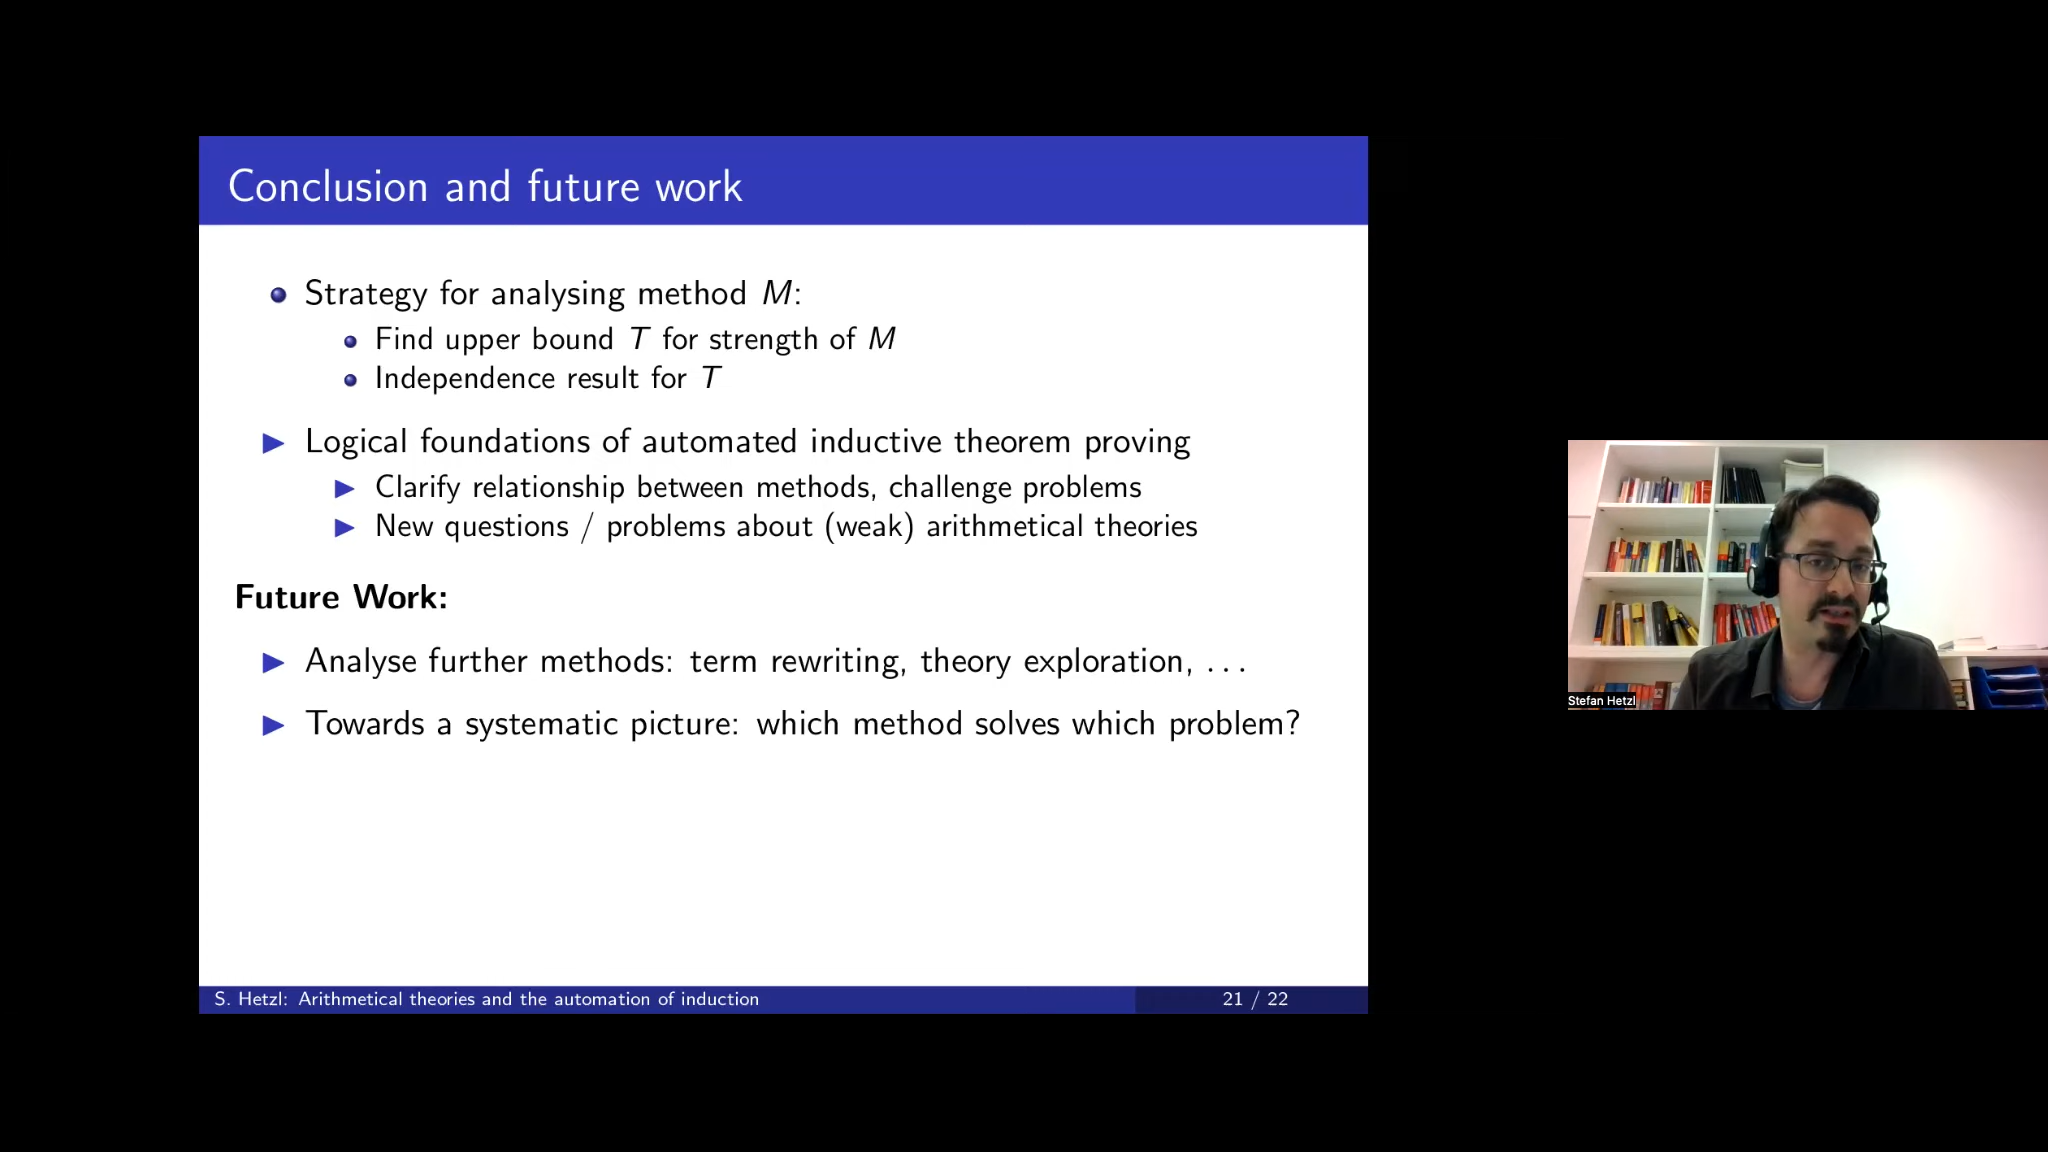 Conclusion and future work
Strategy for analysing method M:
Find upper bound T for strength of M
Independence result for T
Logical foundations of automated inductive theorem proving
Clarify relationship between methods, challenge problems
New questions / problems about (weak) arithmetical theories
Future Work:
Analyse further methods: term rewriting, theory exploration, ...
Towards a systematic picture: which method solves which problem?
S. Hetzl: Arithmetical theories and the automation of induction
21 / 22
Stefan Hetzl